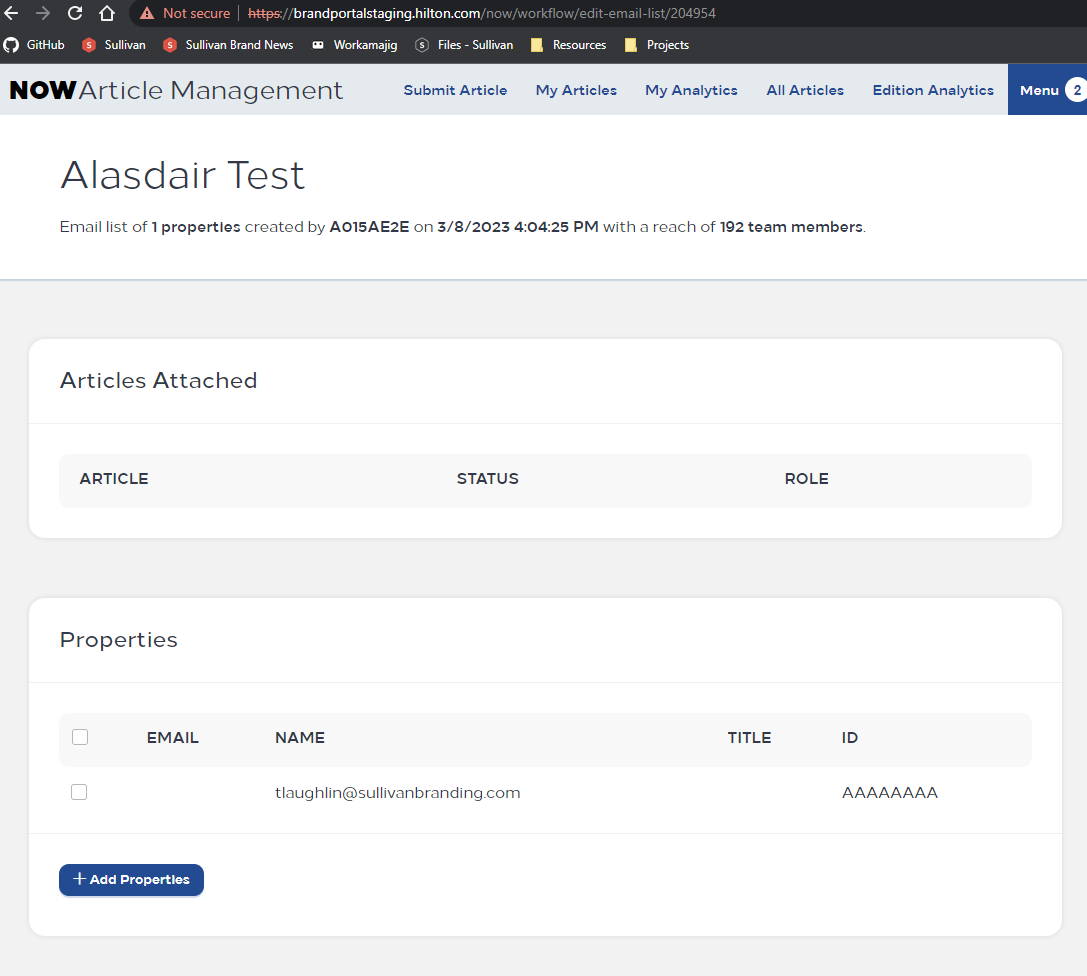 Not secure https://brandportalstaging.hilton.com/now/workflow/edit-email-list/204954
GitHub S Sullivan S Sullivan Brand News Workamajig S Files - Sullivan Resources Projects
NOWArticle Management Submit Article My Articles My Analytics All Articles Edition Analytics Menu 2
Alasdair Test
Email list of 1 properties created by A015AE2E on 3/8/2023 4:04:25 PM with a reach of 192 team members.
Articles Attached
ARTICLE STATUS ROLE
Properties
EMAIL NAME TITLE ID
tlaughlin@sullivanbranding.com AAAAAAAA
+ Add Properties